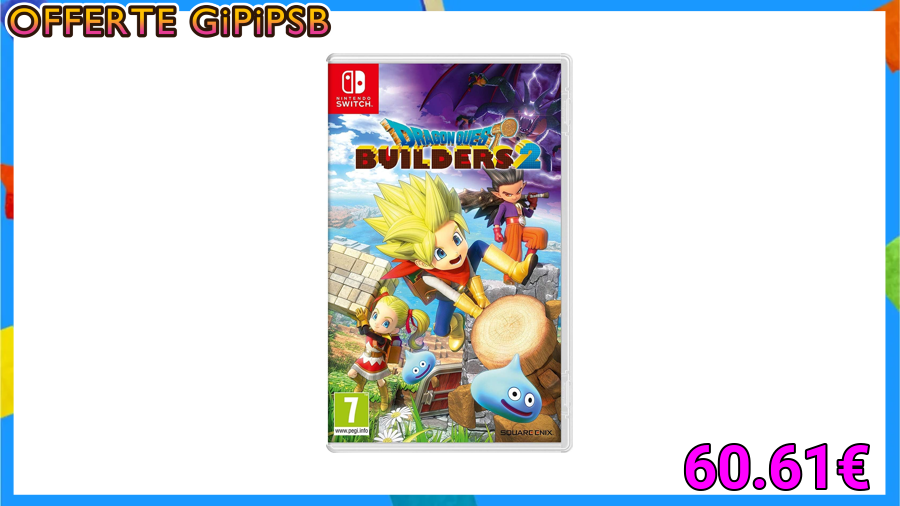 OFFERTE GiPiPSB
NINTENDO
SWITCH.
DRAGON QUEST
BUILDERS 2
7
www.pegi.info
SQUARE ENIX
60.61€